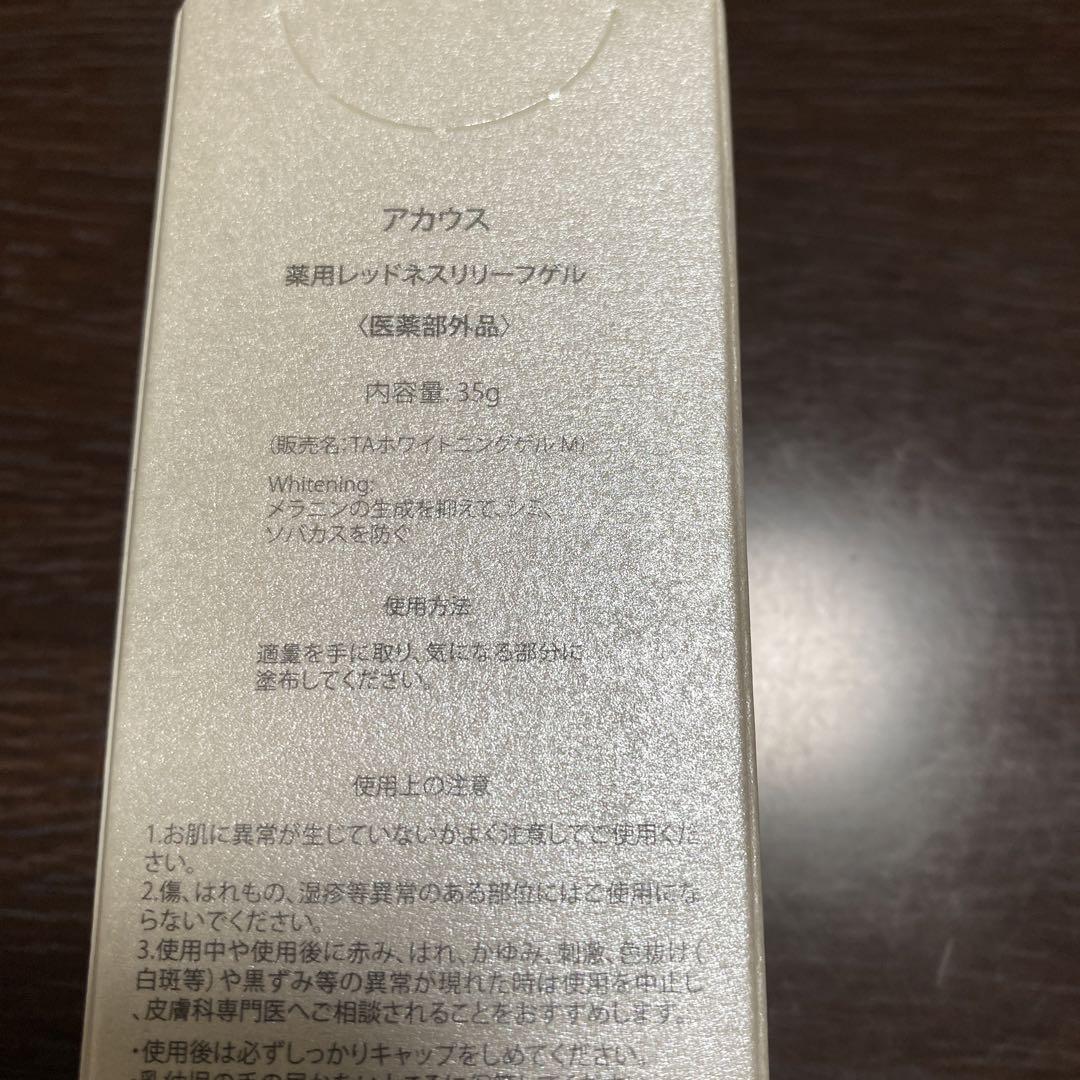 アカウス
薬用レッドネスリリーフゲル
〈医薬部外品〉
内容量: 35g
(販売名:TAホワイトニングゲル M)
Whitening:
メラニンの生成を抑えて、シミ、
ソバカスを防ぐ
使用方法
適量を手に取り、気になる部分に
塗布してください。
使用上の注意
1.お肌に異常が生じていないかよく注意してご使用くだ
さい。
2.傷、はれもの、湿疹等異常のある部位にはご使用にな
らないでください。
3.使用中や使用後に赤み、はれ、かゆみ、刺激、色抜け(
白斑等)や黒ずみ等の異常が現れた時は使用を中止し
、皮膚科専門医へご相談されることをおすすめします。
・使用後は必ずしっかりキャップをしめてください。